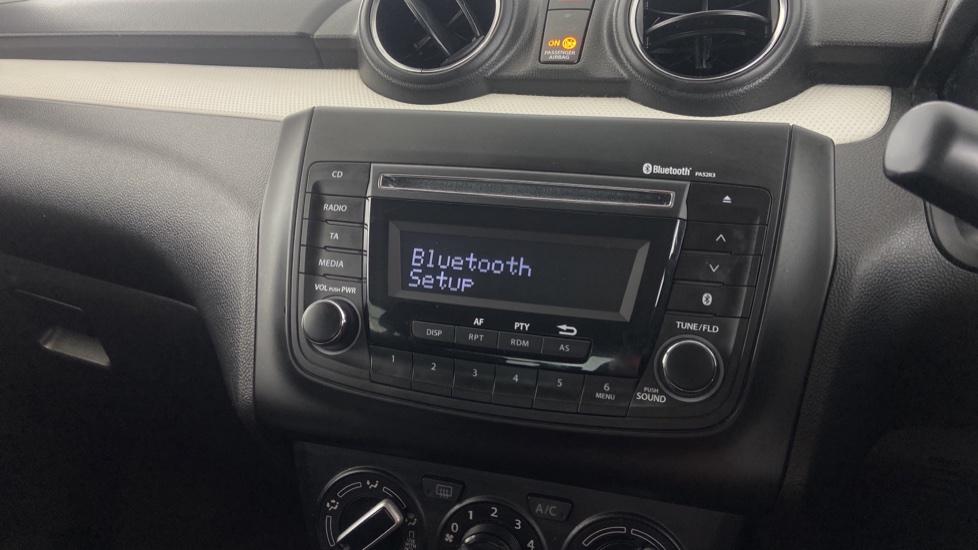 ON
PASSENGER
AIRBAG
Bluetooth® PA52R3
CD
RADIO
TA
MEDIA
VOL PUSH PWR
Bluetooth
Setup
AF PTY
DISP RPT RDM AS
TUNE/FLD
1 2 3 4 5 6
MENU
PUSH
SOUND
A/C
0 1 2 3 4